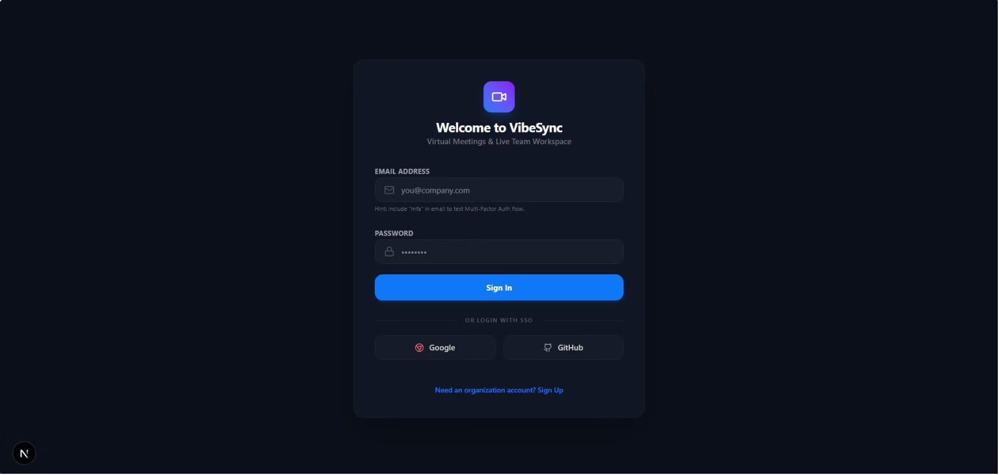 Welcome to VibeSync
Virtual Meetings & Live Team Workspace
EMAIL ADDRESS
you@company.com
Hint: include "mfa" in email to test Multi-Factor Auth flow.
PASSWORD
••••••••
Sign In
OR LOGIN WITH SSO
Google
GitHub
Need an organization account? Sign Up
N